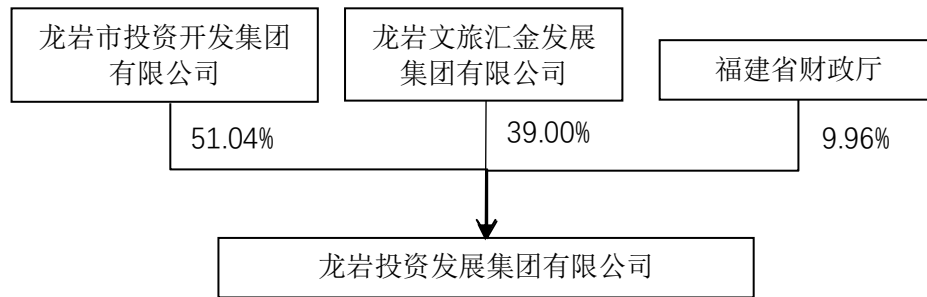 龙岩市投资开发集团
有限公司
龙岩文旅汇金发展
集团有限公司
福建省财政厅
51.04%
39.00%
9.96%
龙岩投资发展集团有限公司